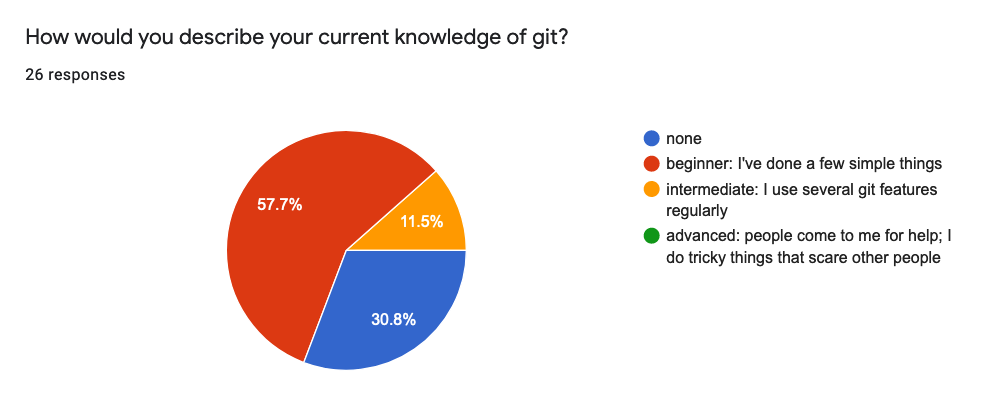 How would you describe your current knowledge of git?
26 responses
57.7%
11.5%
30.8%
none
beginner: I've done a few simple things
intermediate: I use several git features
regularly
advanced: people come to me for help; I
do tricky things that scare other people